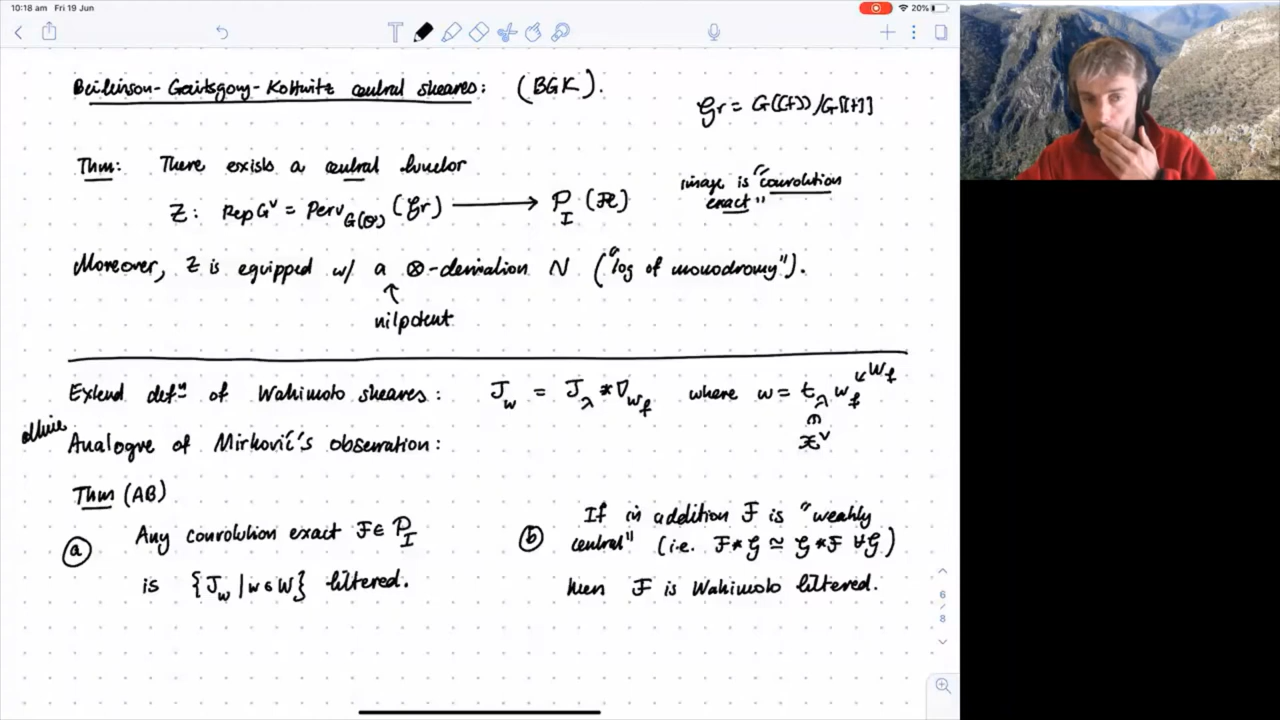 10:18 am Fri 19 Jun
20%
Beilinson-Gaitsgory-Kottwitz central sheaves: (BGK).
Gr = G((t))/G[[t]]
Thm: There exists a central functor
Z: Rep G^∨ = Perv_{G(O)} (Gr) ⟶ P_I (Fl)
image is "convolution
exact"
Moreover, Z is equipped w/ a ⊗-derivation N ("log of monodromy").
↑
nilpotent
Extend def^n of Wakimoto sheaves: J_w = J_λ * ∇_{w_f} where w = t_λ w_f
W_f
X^∨
affine
Analogue of Mirković's observation:
Thm (AB)
(a) Any convolution exact F ∈ P_I
is {J_w | w ∈ W} filtered.
(b) If in addition F is "weakly
central" (i.e. F * G ≅ G * F ∀G)
then F is Wakimoto filtered.
6
/
8